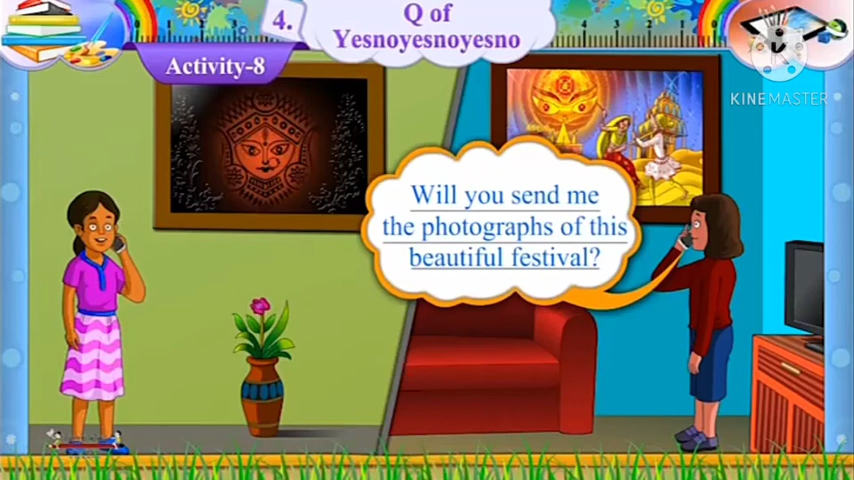 4.
Q of
Yesnoyesnoyesno
Activity-8
KINEMASTER
Will you send me
the photographs of this
beautiful festival?